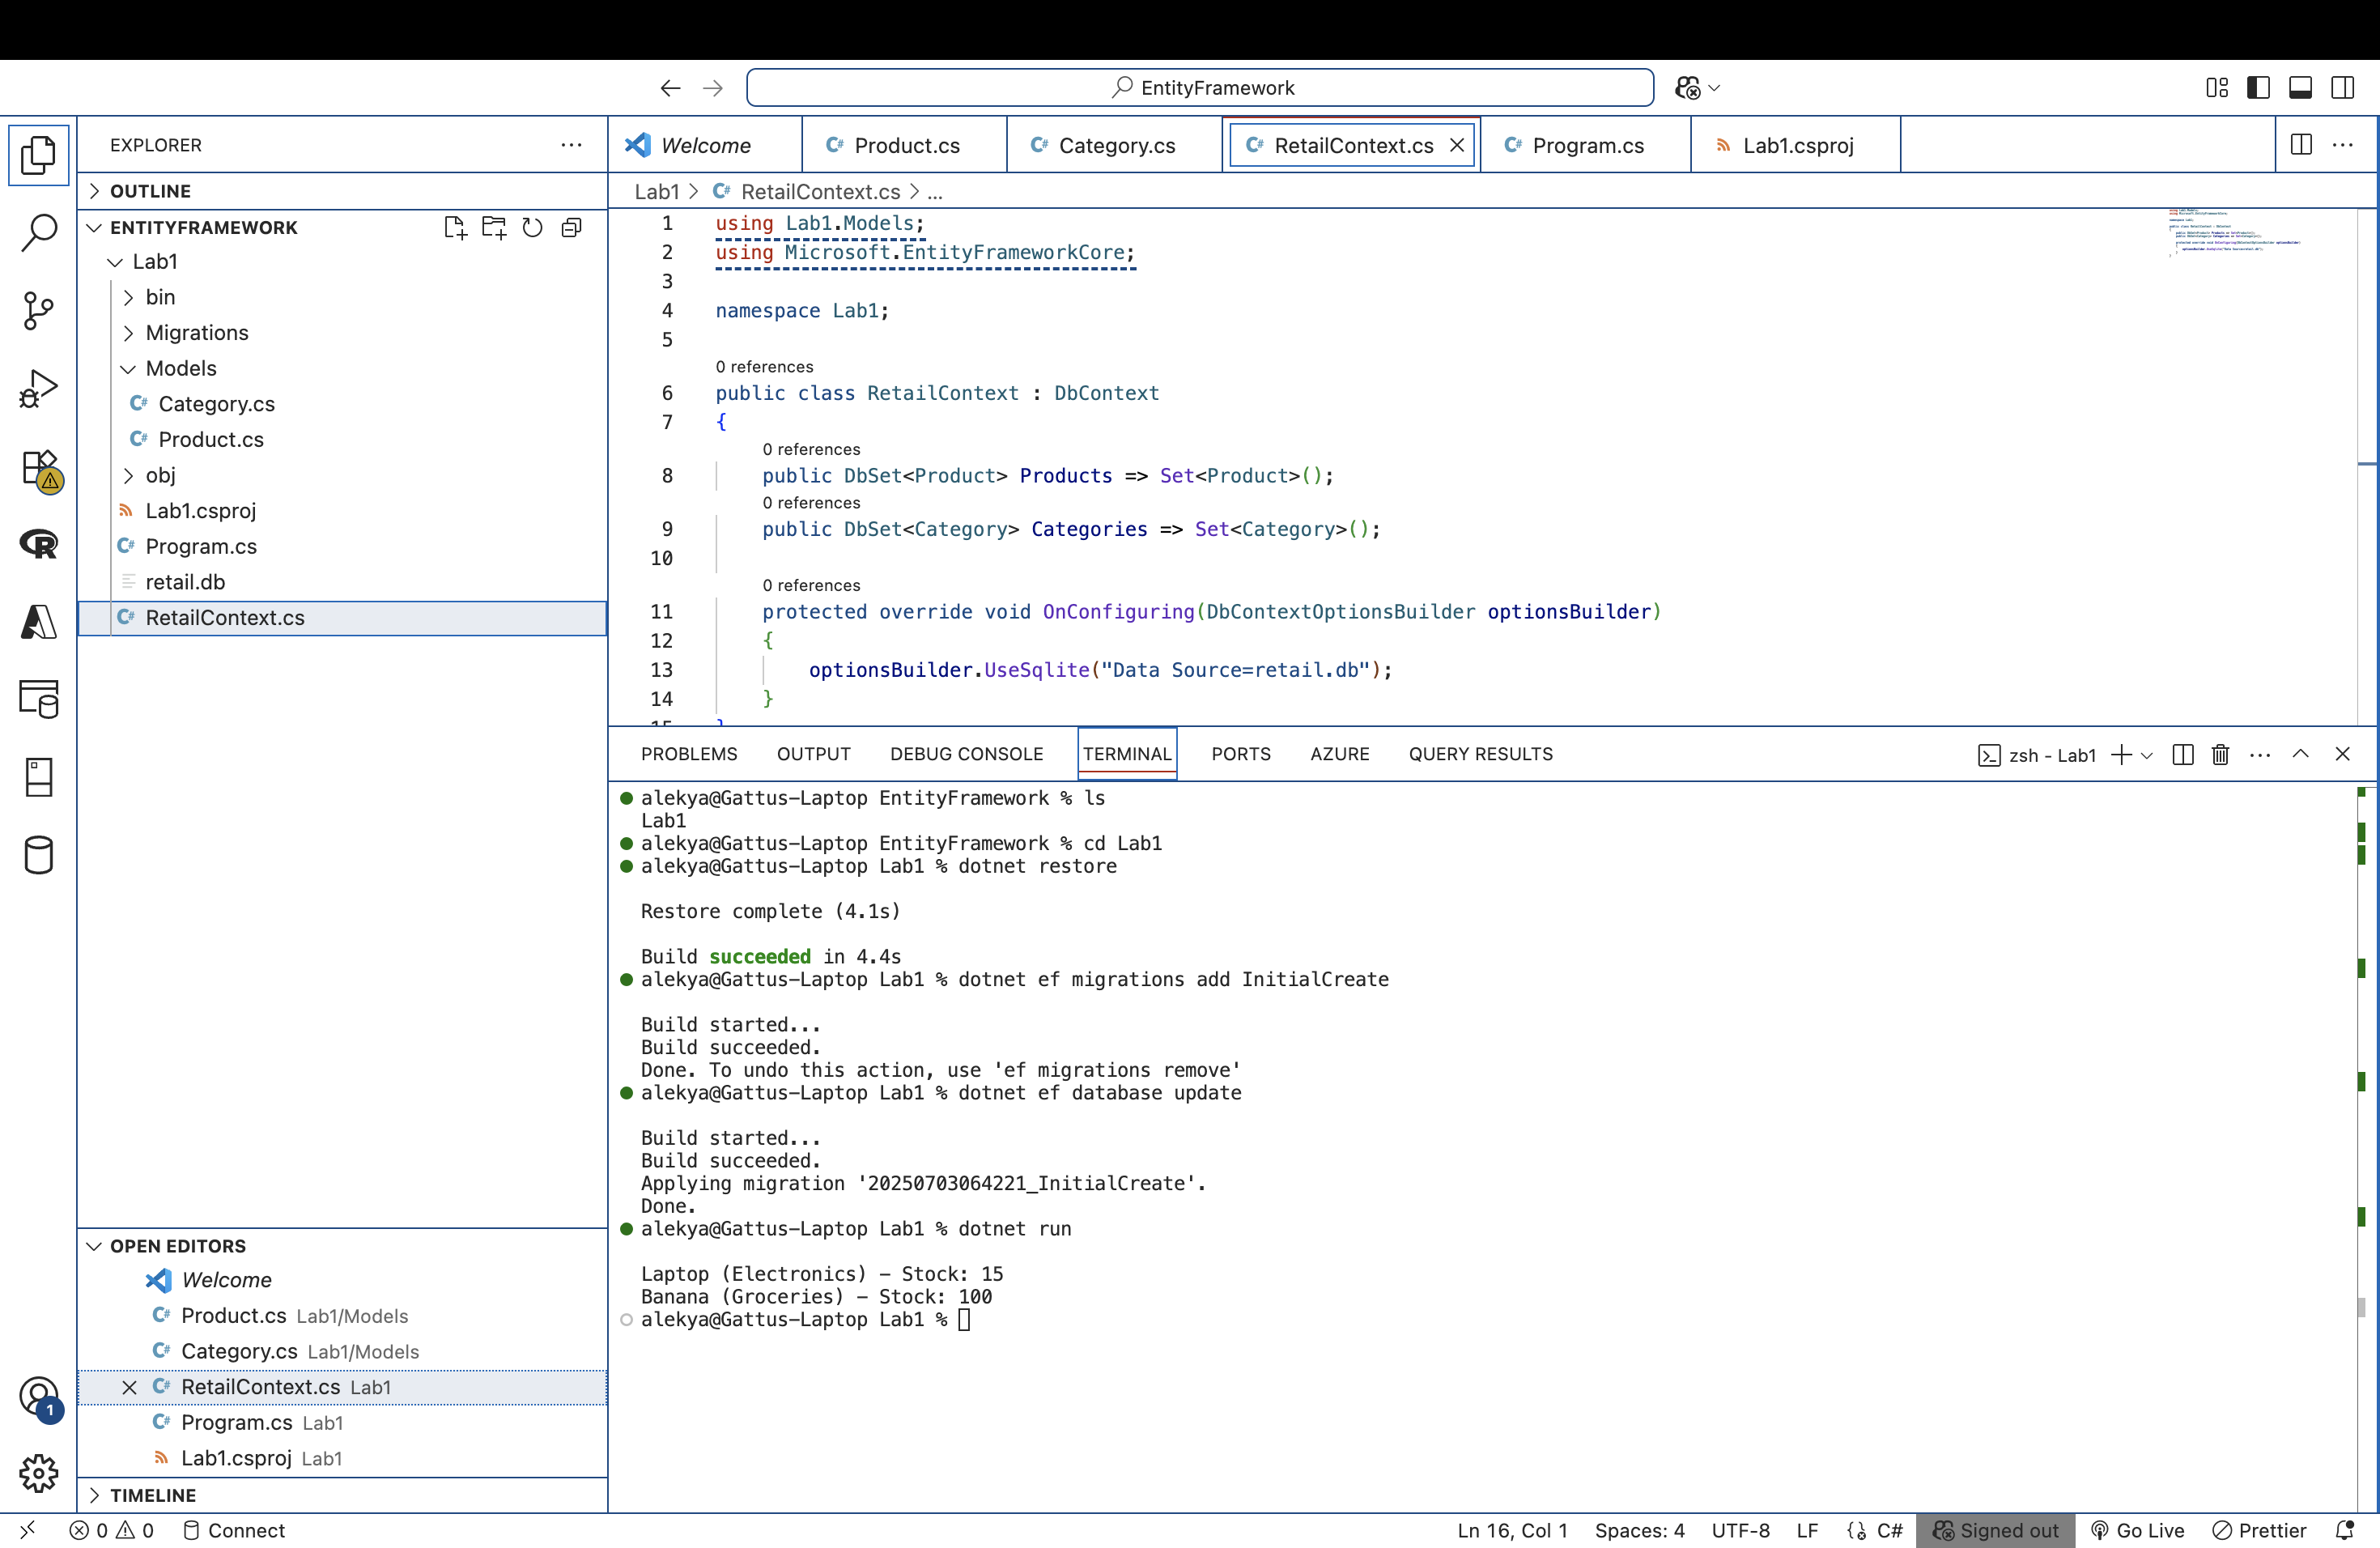 EntityFramework
EXPLORER
OUTLINE
ENTITYFRAMEWORK
Lab1
bin
Migrations
Models
C# Category.cs
C# Product.cs
obj
Lab1.csproj
C# Program.cs
retail.db
C# RetailContext.cs
OPEN EDITORS
Welcome
C# Product.cs Lab1/Models
C# Category.cs Lab1/Models
C# RetailContext.cs Lab1
C# Program.cs Lab1
Lab1.csproj Lab1
TIMELINE
1
Welcome C# Product.cs C# Category.cs C# RetailContext.cs C# Program.cs Lab1.csproj
Lab1 > C# RetailContext.cs > ...
1 using Lab1.Models;
2 using Microsoft.EntityFrameworkCore;
3
4 namespace Lab1;
5
0 references
6 public class RetailContext : DbContext
7 {
0 references
8 public DbSet<Product> Products => Set<Product>();
0 references
9 public DbSet<Category> Categories => Set<Category>();
10
0 references
11 protected override void OnConfiguring(DbContextOptionsBuilder optionsBuilder)
12 {
13 optionsBuilder.UseSqlite("Data Source=retail.db");
14 }
15 }
PROBLEMS OUTPUT DEBUG CONSOLE TERMINAL PORTS AZURE QUERY RESULTS zsh - Lab1
alekya@Gattus-Laptop EntityFramework % ls
Lab1
alekya@Gattus-Laptop EntityFramework % cd Lab1
alekya@Gattus-Laptop Lab1 % dotnet restore
Restore complete (4.1s)
Build succeeded in 4.4s
alekya@Gattus-Laptop Lab1 % dotnet ef migrations add InitialCreate
Build started...
Build succeeded.
Done. To undo this action, use 'ef migrations remove'
alekya@Gattus-Laptop Lab1 % dotnet ef database update
Build started...
Build succeeded.
Applying migration '20250703064221_InitialCreate'.
Done.
alekya@Gattus-Laptop Lab1 % dotnet run
Laptop (Electronics) – Stock: 15
Banana (Groceries) – Stock: 100
alekya@Gattus-Laptop Lab1 %
0 0 Connect Ln 16, Col 1 Spaces: 4 UTF-8 LF C# Signed out Go Live Prettier